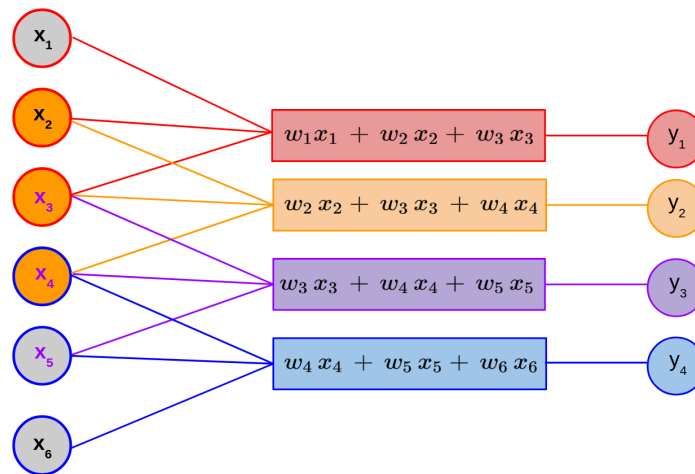 x₁
x₂
w₁x₁ + w₂x₂ + w₃x₃
y₁
x₃
w₂x₂ + w₃x₃ + w₄x₄
y₂
x₄
w₃x₃ + w₄x₄ + w₅x₅
y₃
x₅
w₄x₄ + w₅x₅ + w₆x₆
y₄
x₆